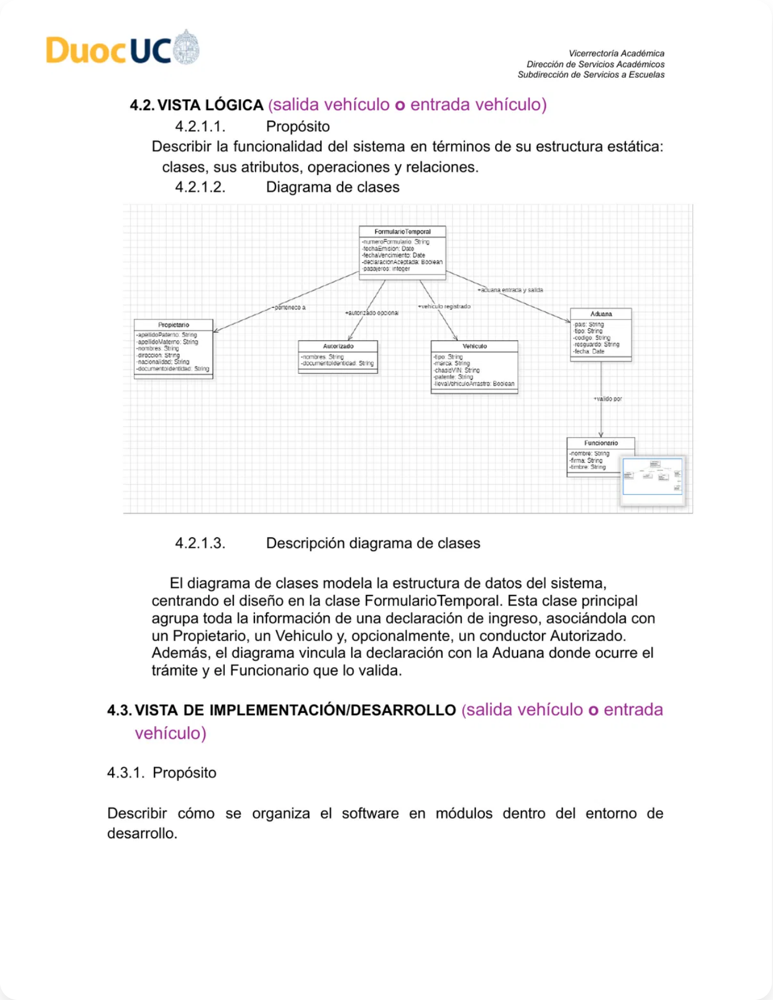 DuocUC
Vicerrectoría Académica
Dirección de Servicios Académicos
Subdirección de Servicios a Escuelas
4.2. VISTA LÓGICA (salida vehículo o entrada vehículo)
4.2.1.1. Propósito
Describir la funcionalidad del sistema en términos de su estructura estática:
clases, sus atributos, operaciones y relaciones.
4.2.1.2. Diagrama de clases
FormularioTemporal
-numeroFormulario: String
-fechaEmision: Date
-fechaVencimiento: Date
-declaracionAceptada: Boolean
-pasajeros: integer
+pertenece a
+autorizado opcional
+vehiculo registrado
+aduana entrada y salida
Propietario
-apellidoPaterno: String
-apellidoMaterno: String
-nombres: String
-direccion: String
-nacionalidad: String
-documentoIdentidad: String
Autorizado
-nombres: String
-documentoIdentidad: String
Vehiculo
-tipo: String
-marca: String
-chasisVIN: String
-patente: String
-llevaVehiculoArrastre: Boolean
Aduana
-pais: String
-tipo: String
-codigo: String
-resguardo: String
-fecha: Date
+valido por
Funcionario
-nombre: String
-firma: String
-timbre: String
4.2.1.3. Descripción diagrama de clases
El diagrama de clases modela la estructura de datos del sistema,
centrando el diseño en la clase FormularioTemporal. Esta clase principal
agrupa toda la información de una declaración de ingreso, asociándola con
un Propietario, un Vehiculo y, opcionalmente, un conductor Autorizado.
Además, el diagrama vincula la declaración con la Aduana donde ocurre el
trámite y el Funcionario que lo valida.
4.3. VISTA DE IMPLEMENTACIÓN/DESARROLLO (salida vehículo o entrada
vehículo)
4.3.1. Propósito
Describir cómo se organiza el software en módulos dentro del entorno de
desarrollo.